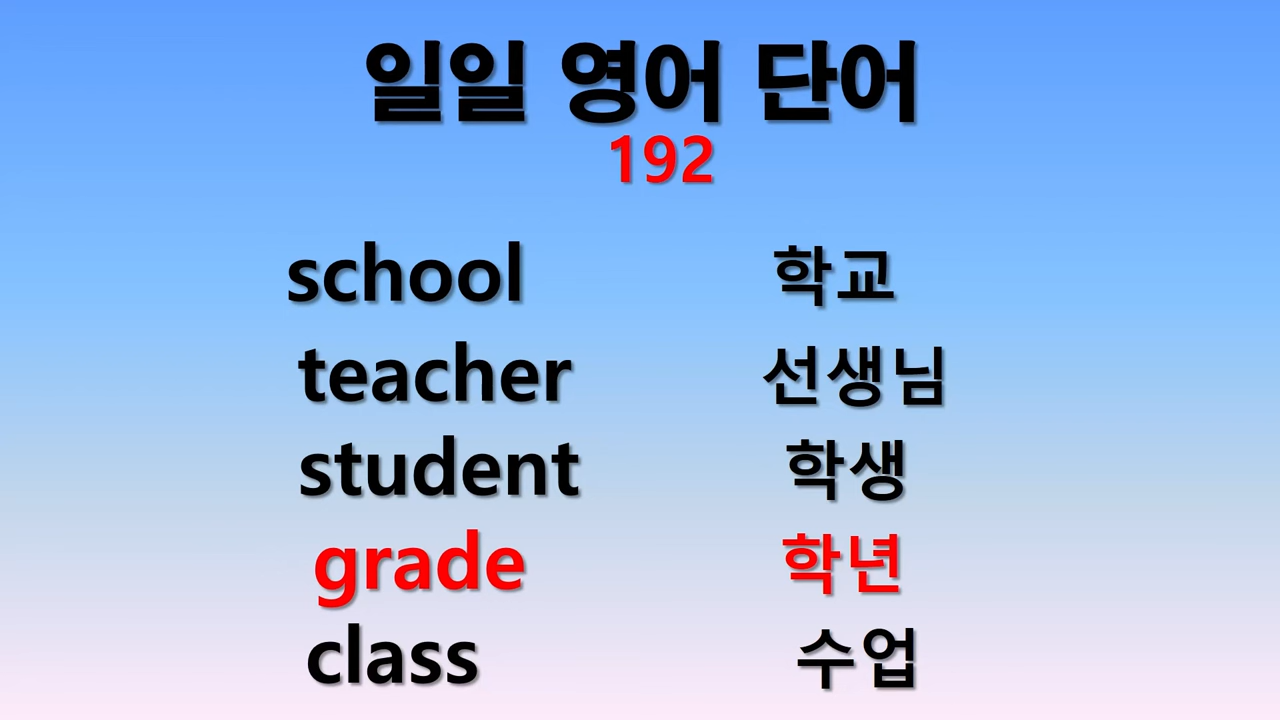 일일 영어 단어
192
school 학교
teacher 선생님
student 학생
grade 학년
class 수업